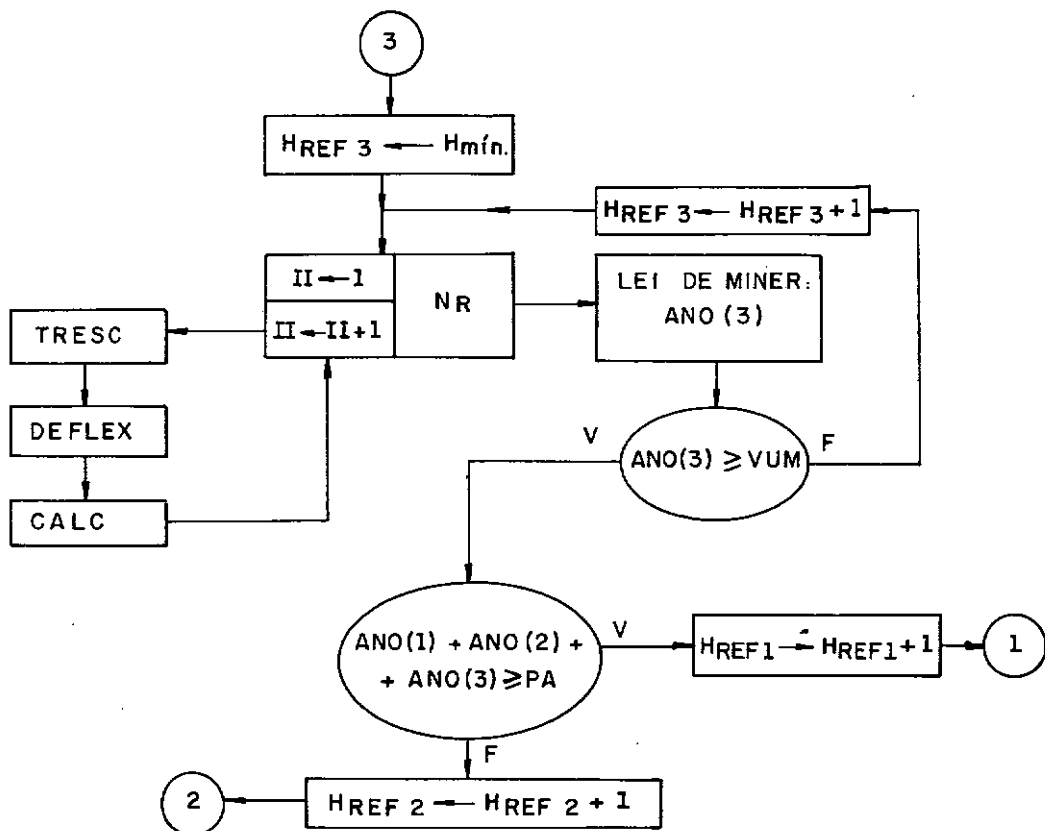 3
HREF 3 ← Hmín.
HREF 3 ← HREF 3 + 1
II ← 1
II ← II + 1
NR
LEI DE MINER:
ANO (3)
TRESC
DEFLEX
CALC
V
ANO(3) ≥ VUM
F
ANO(1) + ANO(2) +
+ ANO(3) ≥ PA
V
HREF1 → HREF1 + 1
1
F
2
HREF 2 ← HREF 2 + 1